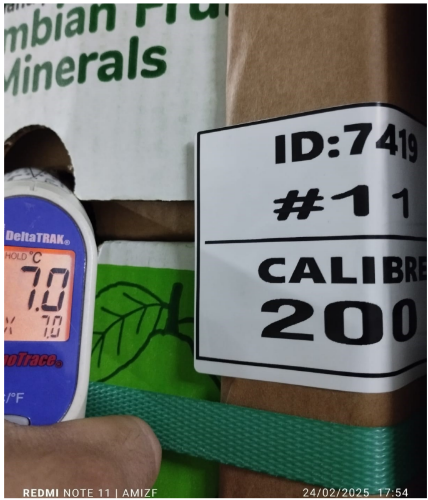 mbian Fru
Minerals
ID:7419
#11
CALIBRE
200
DeltaTRAK®
HOLD °C
7.0
7.0
ThermoTrace®
°C/°F
REDMI NOTE 11 | AMIZF
24/02/2025 17:54